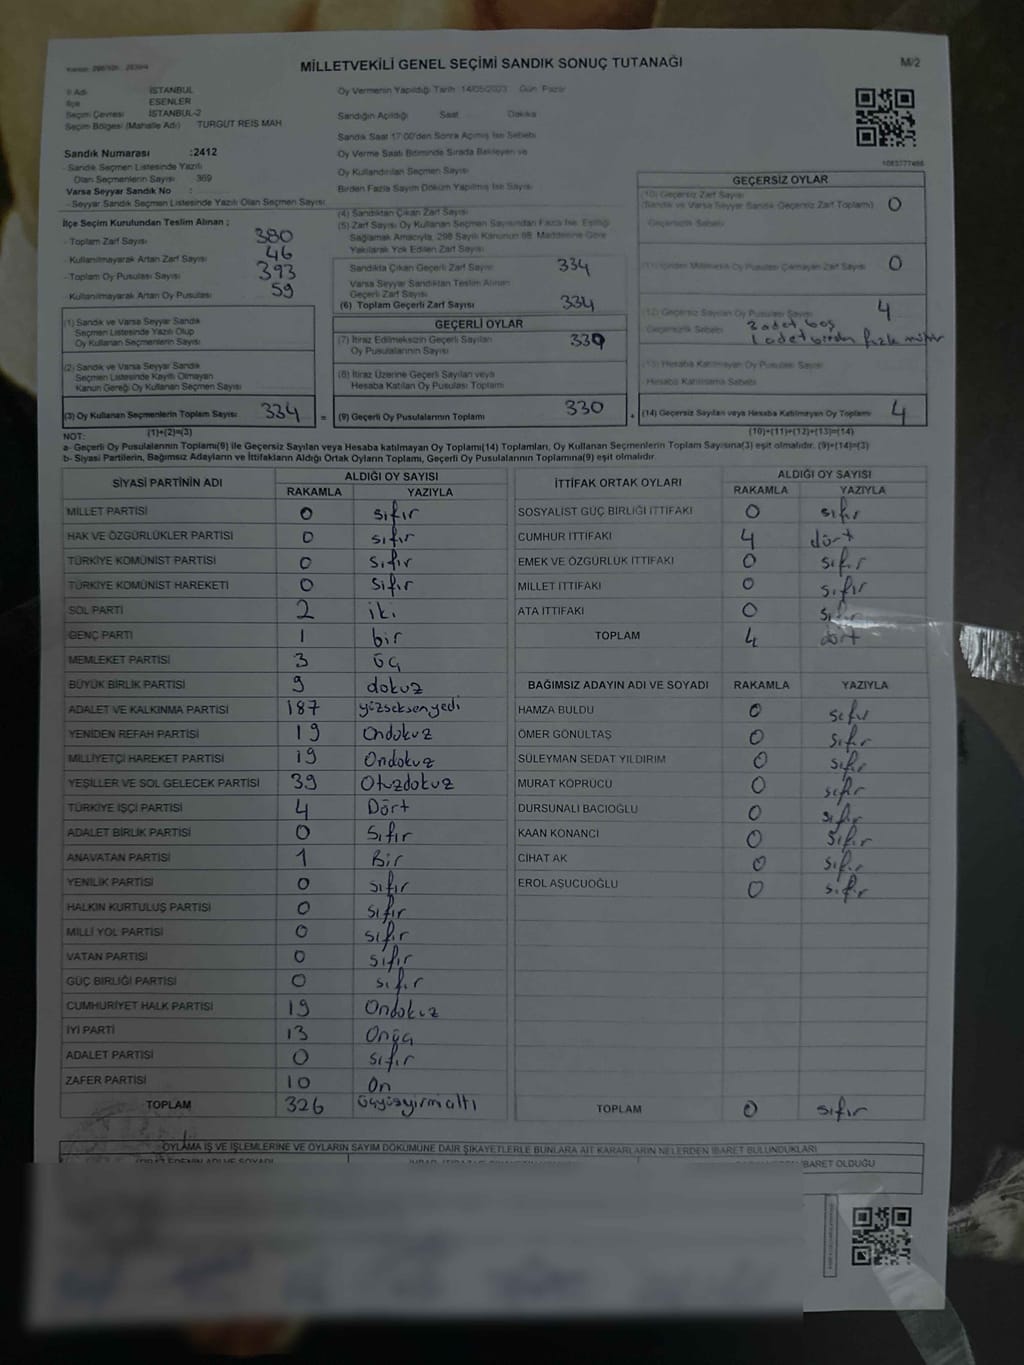 MİLLETVEKİLİ GENEL SEÇİMİ SANDIK SONUÇ TUTANAĞI
M/2
İl Adı İSTANBUL
İlçe ESENLER
Seçim Çevresi İSTANBUL-2
Seçim Bölgesi (Mahalle Adı) TURGUT REİS MAH
Sandık Numarası :2412
- Sandık Seçmen Listesinde Yazılı
Olan Seçmenlerin Sayısı 369
Varsa Seyyar Sandık No :
- Seyyar Sandık Seçmen Listesinde Yazılı Olan Seçmen Sayısı
Oy Vermenin Yapıldığı Tarih :14/05/2023 Gün Pazar
Sandığın Açıldığı Saat Dakika
Sandık Saat 17:00'den Sonra Açılmış İse Sebebi
Oy Verme Saati Bitiminde Sırada Bekleyen ve
Oy Kullandırılan Seçmen Sayısı
Birden Fazla Sayım Döküm Yapılmış İse Sayısı
1083777466
İlçe Seçim Kurulundan Teslim Alınan ;
- Toplam Zarf Sayısı 380
- Kullanılmayarak Artan Zarf Sayısı 46
- Toplam Oy Pusulası Sayısı 393
- Kullanılmayarak Artan Oy Pusulası 59
(1) Sandık ve Varsa Seyyar Sandık
Seçmen Listesinde Yazılı Olup
Oy Kullanan Seçmenlerin Sayısı
(2) Sandık ve Varsa Seyyar Sandık
Seçmen Listesinde Kayıtlı Olmayan
Kanun Gereği Oy Kullanan Seçmen Sayısı
(3) Oy Kullanan Seçmenlerin Toplam Sayısı 334 =
(1)+(2)=(3)
(4) Sandıktan Çıkan Zarf Sayısı
(5) Zarf Sayısı Oy Kullanan Seçmen Sayısından Fazla İse, Eşitliği
Sağlamak Amacıyla, 298 Sayılı Kanunun 98. Maddesine Göre
Yakılarak Yok Edilen Zarf Sayısı
Sandıkta Çıkan Geçerli Zarf Sayısı 334
Varsa Seyyar Sandıktan Teslim Alınan
Geçerli Zarf Sayısı
(6) Toplam Geçerli Zarf Sayısı 334
GEÇERLİ OYLAR
(7) İtiraz Edilmeksizin Geçerli Sayılan 330
Oy Pusulalarının Sayısı
(8) İtiraz Üzerine Geçerli Sayılan veya
Hesaba Katılan Oy Pusulası Toplamı
(9) Geçerli Oy Pusulalarının Toplamı 330 +
GEÇERSİZ OYLAR
(10) Geçersiz Zarf Sayısı 0
(Sandık ve Varsa Seyyar Sandık Geçersiz Zarf Toplamı)
Geçersizlik Sebebi
(11) İçinden Milletvekili Oy Pusulası Çıkmayan Zarf Sayısı 0
(12) Geçersiz Sayılan Oy Pusulası Sayısı 4
Geçersizlik Sebebi 3 adet boş
1 adet birden fazla mühür
(13) Hesaba Katılmayan Oy Pusulası Sayısı
Hesaba Katılmama Sebebi
(14) Geçersiz Sayılan veya Hesaba Katılmayan Oy Toplamı 4
(10)+(11)+(12)+(13)=(14)
NOT:
a- Geçerli Oy Pusulalarının Toplamı(9) ile Geçersiz Sayılan veya Hesaba katılmayan Oy Toplamı(14) Toplamları, Oy Kullanan Seçmenlerin Toplam Sayısına(3) eşit olmalıdır. (9)+(14)=(3)
b- Siyasi Partilerin, Bağımsız Adayların ve İttifakların Aldığı Ortak Oyların Toplamı, Geçerli Oy Pusulalarının Toplamına(9) eşit olmalıdır.
SİYASİ PARTİNİN ADI ALDIĞI OY SAYISI
RAKAMLA YAZIYLA
MİLLET PARTİSİ 0 sıfır
HAK VE ÖZGÜRLÜKLER PARTİSİ 0 sıfır
TÜRKİYE KOMÜNİST PARTİSİ 0 sıfır
TÜRKİYE KOMÜNİST HAREKETİ 0 sıfır
SOL PARTİ 2 iki
GENÇ PARTİ 1 bir
MEMLEKET PARTİSİ 3 üç
BÜYÜK BİRLİK PARTİSİ 9 dokuz
ADALET VE KALKINMA PARTİSİ 187 yüzseksenyedi
YENİDEN REFAH PARTİSİ 19 Ondokuz
MİLLİYETÇİ HAREKET PARTİSİ 19 Ondokuz
YEŞİLLER VE SOL GELECEK PARTİSİ 39 Otuzdokuz
TÜRKİYE İŞÇİ PARTİSİ 4 Dört
ADALET BİRLİK PARTİSİ 0 Sıfır
ANAVATAN PARTİSİ 1 Bir
YENİLİK PARTİSİ 0 sıfır
HALKIN KURTULUŞ PARTİSİ 0 sıfır
MİLLİ YOL PARTİSİ 0 sıfır
VATAN PARTİSİ 0 sıfır
GÜÇ BİRLİĞİ PARTİSİ 0 sıfır
CUMHURİYET HALK PARTİSİ 19 Ondokuz
İYİ PARTİ 13 Onüç
ADALET PARTİSİ 0 sıfır
ZAFER PARTİSİ 10 On
TOPLAM 326 üçyüzyirmialtı
İTTİFAK ORTAK OYLARI ALDIĞI OY SAYISI
RAKAMLA YAZIYLA
SOSYALİST GÜÇ BİRLİĞİ İTTİFAKI 0 sıfır
CUMHUR İTTİFAKI 4 dört
EMEK VE ÖZGÜRLÜK İTTİFAKI 0 sıfır
MİLLET İTTİFAKI 0 sıfır
ATA İTTİFAKI 0 sıfır
TOPLAM 4 dört
BAĞIMSIZ ADAYIN ADI VE SOYADI RAKAMLA YAZIYLA
HAMZA BULDU 0 sıfır
ÖMER GÖNÜLTAŞ 0 sıfır
SÜLEYMAN SEDAT YILDIRIM 0 sıfır
MURAT KÖPRÜCÜ 0 sıfır
DURSUNALİ BACIOĞLU 0 sıfır
KAAN KONANCI 0 sıfır
CİHAT AK 0 sıfır
EROL AŞUCUOĞLU 0 sıfır
TOPLAM 0 sıfır
OYLAMA İŞ VE İŞLEMLERİNE VE OYLARIN SAYIM DÖKÜMÜNE DAİR ŞİKAYETLERLE BUNLARA AİT KARARLARIN NELERDEN İBARET BULUNDUKLARI
İBARET OLDUĞU